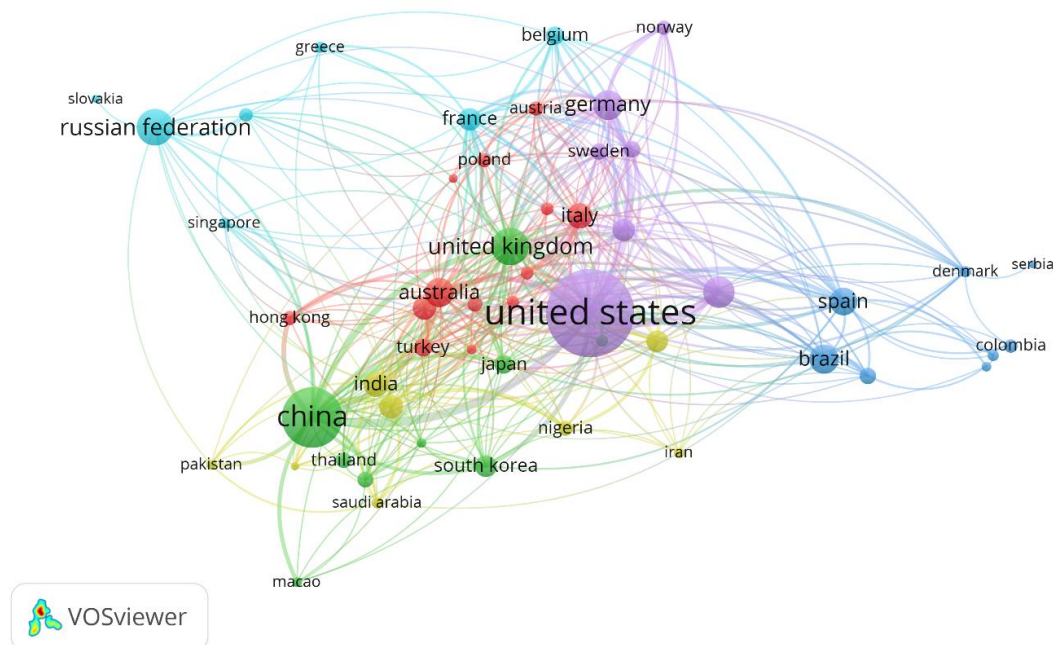 norway
belgium
greece
slovakia
germany
austria
france
russian federation
sweden
poland
italy
singapore
united kingdom
denmark
serbia
australia
spain
united states
hong kong
turkey
colombia
japan
brazil
india
china
nigeria
iran
pakistan
thailand
south korea
saudi arabia
macao
VOSviewer